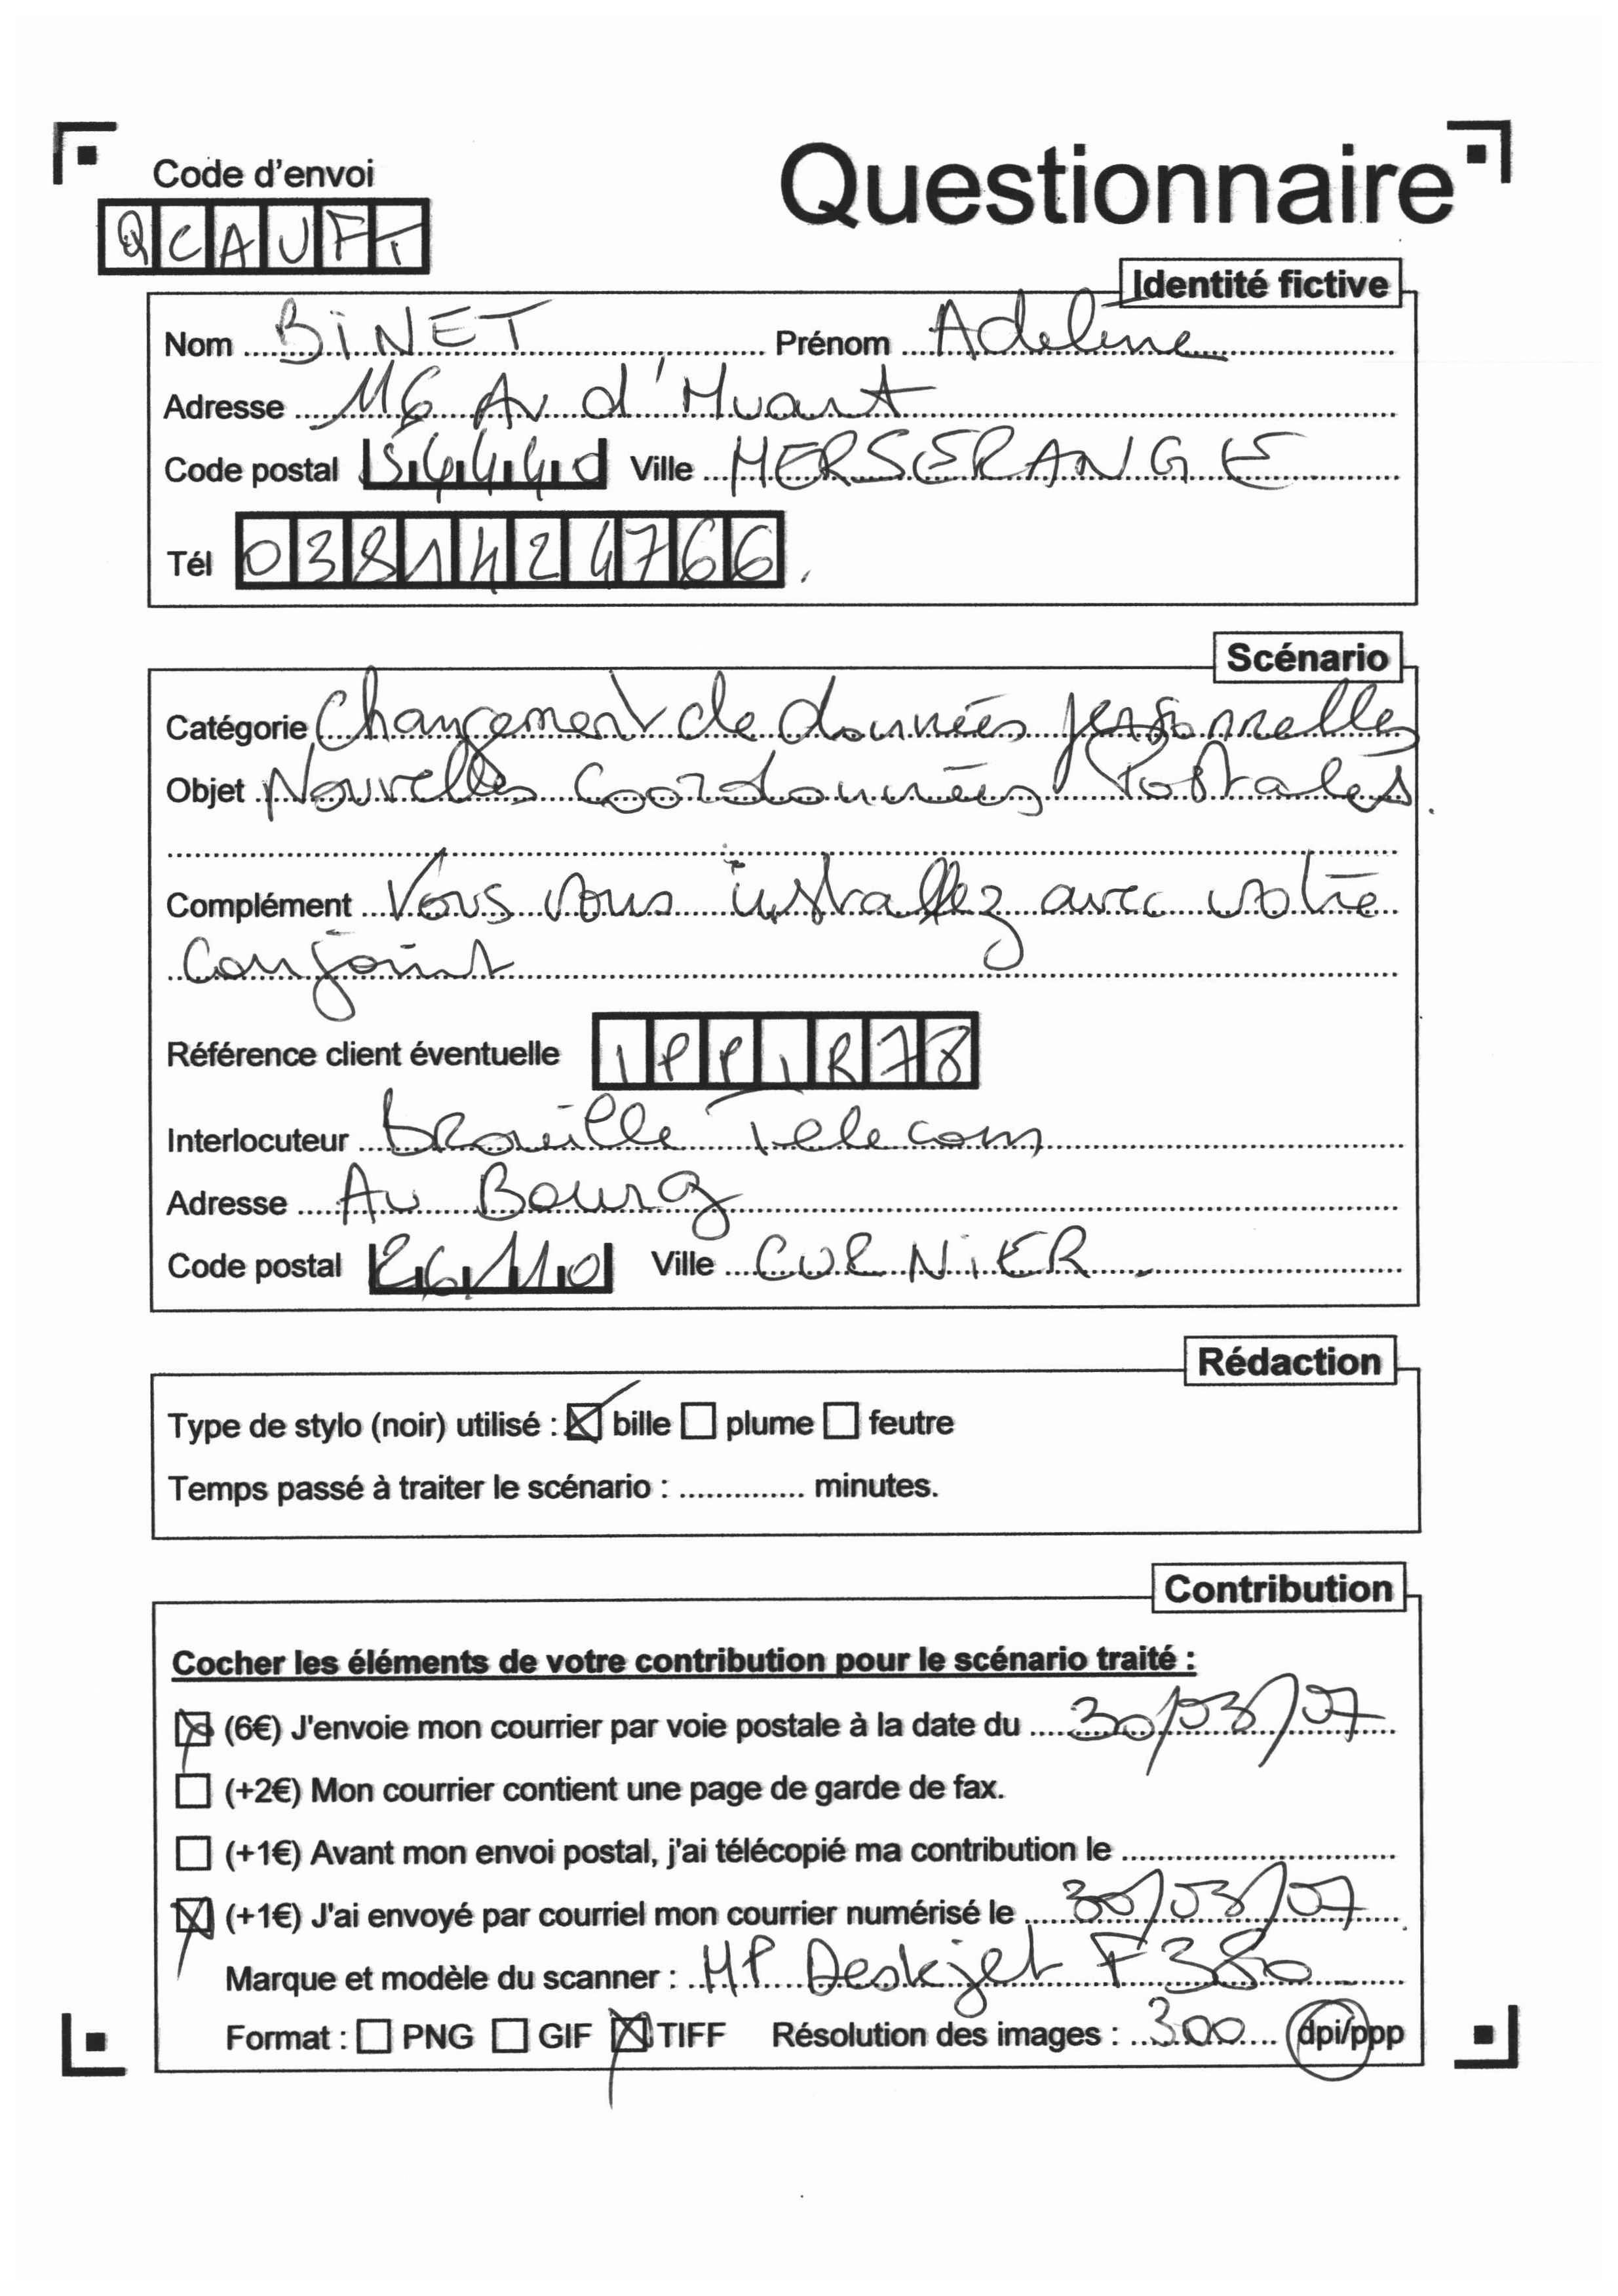 Code d'envoi
Questionnaire
QCAUFT
Identité fictive
Nom BiNET Prénom Adeline
Adresse 116 Av d'Huart
Code postal 54440 Ville HERSERANGE
Tél 0381424766
Scénario
Catégorie Changement de données personnelles
Objet Nouvelles Coordonnées Postales.
Complément Vous vous installez avec votre
Conjoint
Référence client éventuelle IPPIR78
Interlocuteur Braille Telecom
Adresse Au Bourg
Code postal 26110 Ville CURNiER.
Rédaction
Type de stylo (noir) utilisé : bille plume feutre
Temps passé à traiter le scénario : .............. minutes.
Contribution
Cocher les éléments de votre contribution pour le scénario traité :
(6€) J'envoie mon courrier par voie postale à la date du 30/03/07
(+2€) Mon courrier contient une page de garde de fax.
(+1€) Avant mon envoi postal, j'ai télécopié ma contribution le
(+1€) J'ai envoyé par courriel mon courrier numérisé le 30/03/07
Marque et modèle du scanner : HP Deskjet F380
Format : PNG GIF TIFF Résolution des images : 300 dpi/ppp